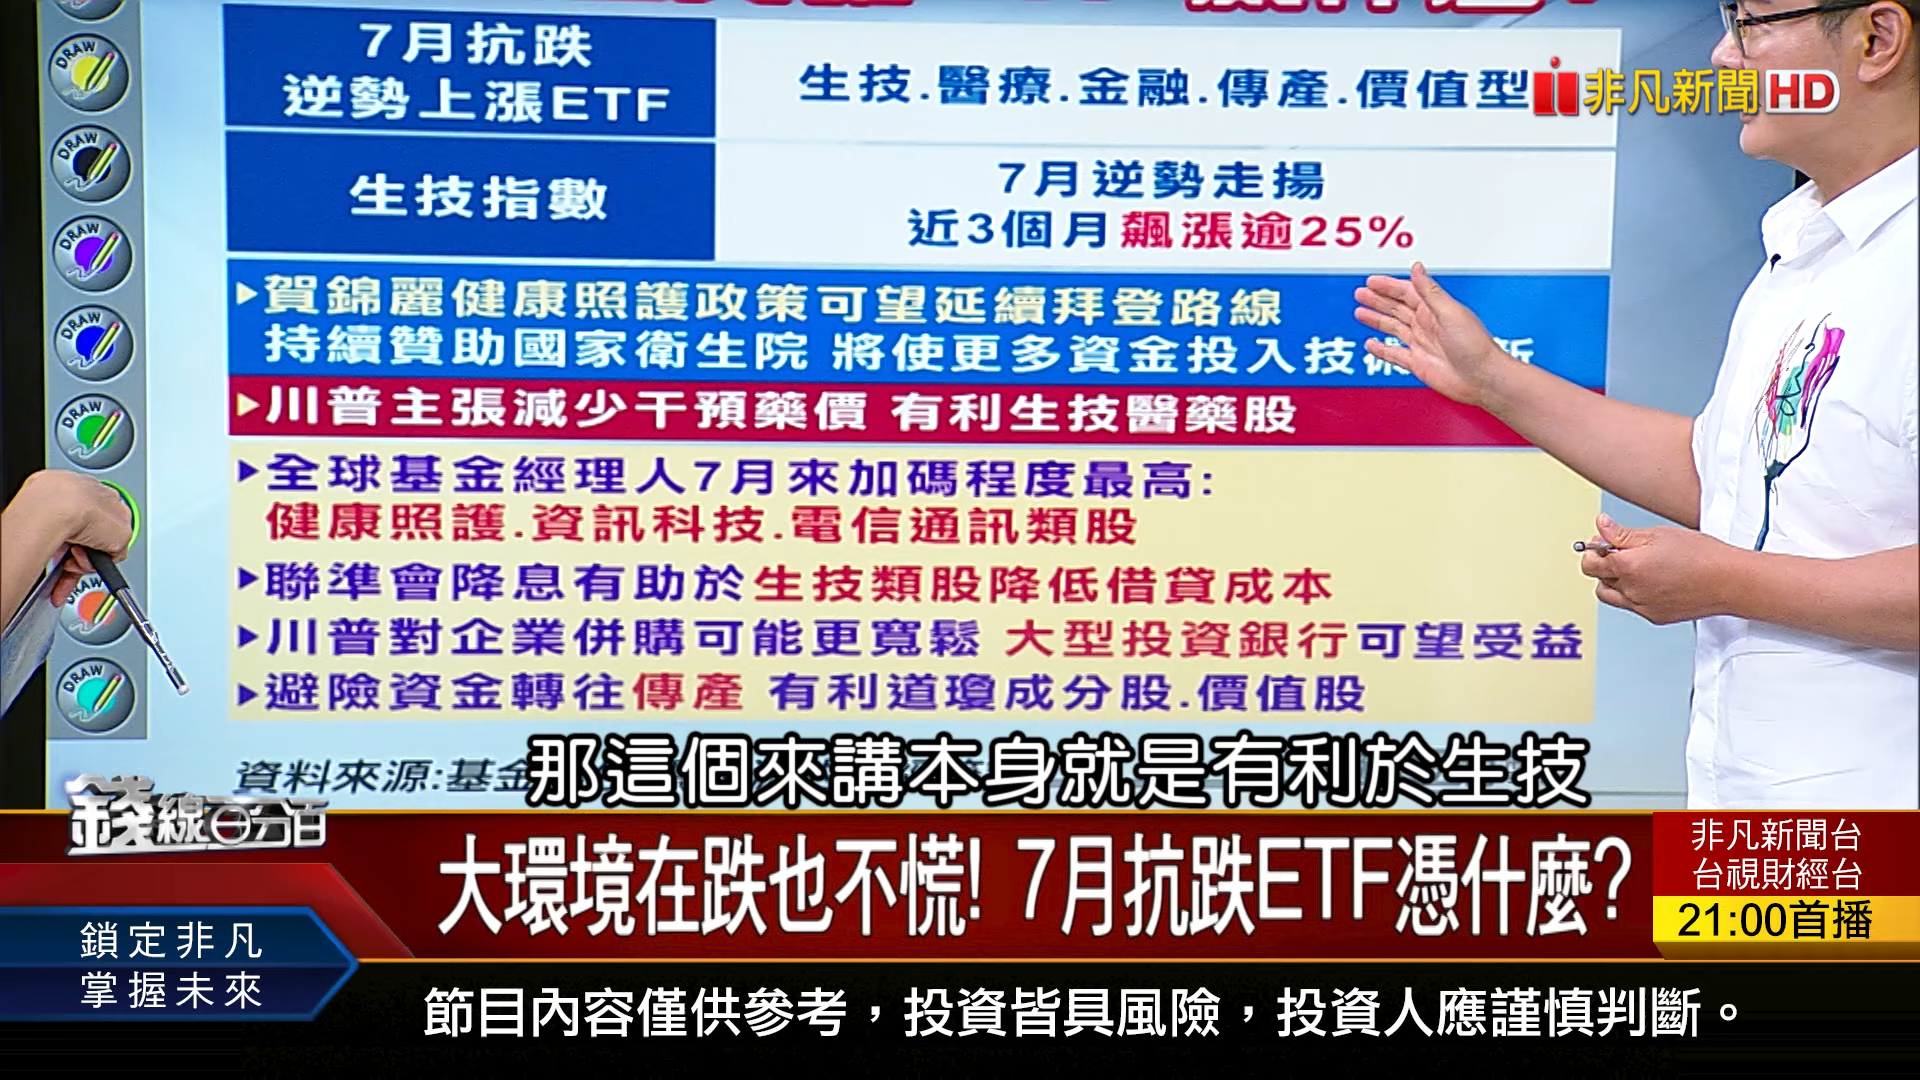 7月抗跌
逆勢上漲ETF
生技.醫療.金融.傳產.價值型
非凡新聞HD
生技指數
7月逆勢走揚
近3個月飆漲逾25%
▸賀錦麗健康照護政策可望延續拜登路線
持續贊助國家衛生院 將使更多資金投入技術 新
▸川普主張減少干預藥價 有利生技醫藥股
▸全球基金經理人7月來加碼程度最高:
健康照護.資訊科技.電信通訊類股
▸聯準會降息有助於生技類股降低借貸成本
▸川普對企業併購可能更寬鬆 大型投資銀行可望受益
▸避險資金轉往傳產 有利道瓊成分股.價值股
資料來源:基金
DRAW
DRAW
DRAW
DRAW
DRAW
DRAW
DRAW
那這個來講本身就是有利於生技
錢線百分百
大環境在跌也不慌! 7月抗跌ETF憑什麼?
非凡新聞台
台視財經台
21:00首播
鎖定非凡
掌握未來
節目內容僅供參考，投資皆具風險，投資人應謹慎判斷。